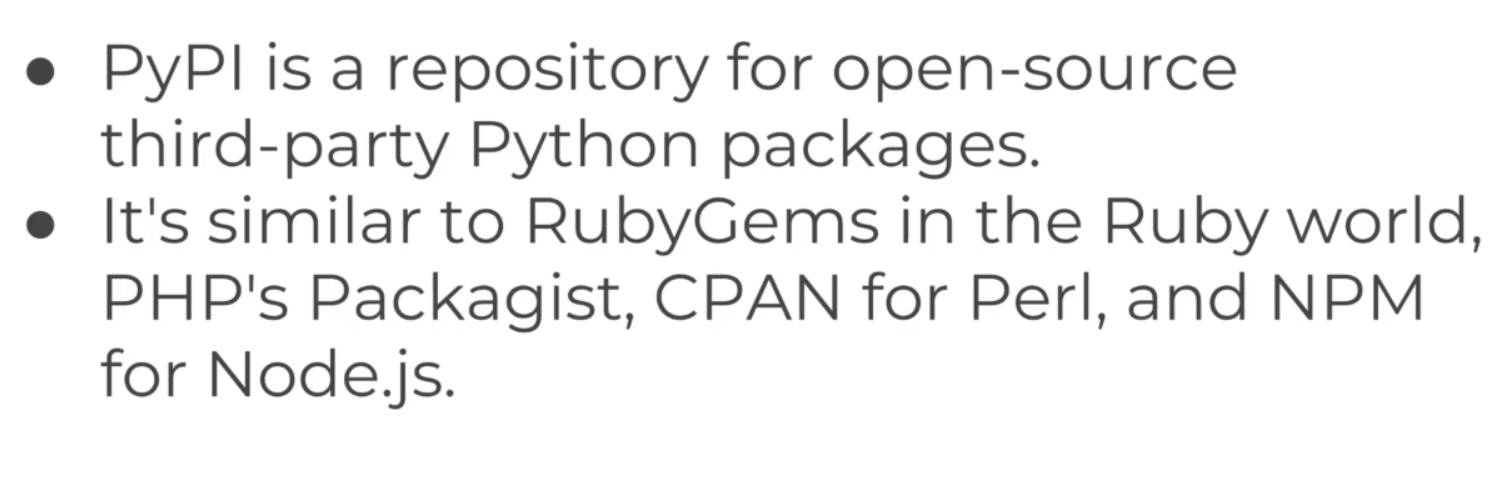 ● PyPI is a repository for open-source
third-party Python packages.
● It's similar to RubyGems in the Ruby world,
PHP's Packagist, CPAN for Perl, and NPM
for Node.js.